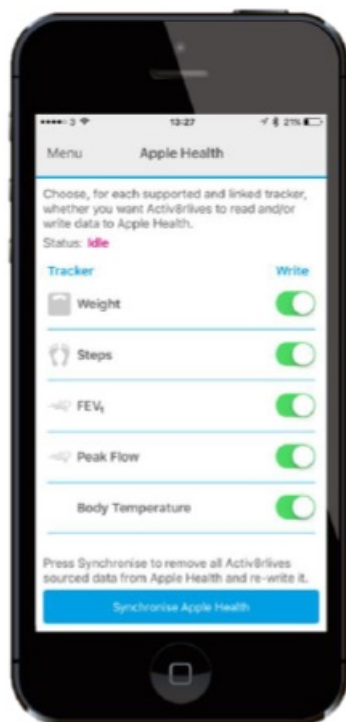 3 13:27 21%
Menu Apple Health
Choose, for each supported and linked tracker,
whether you want Activ8rlives to read and/or
write data to Apple Health.
Status: Idle
Tracker Write
Weight
Steps
FEV₁
Peak Flow
Body Temperature
Press Synchronise to remove all Activ8rlives
sourced data from Apple Health and re-write it.
Synchronise Apple Health